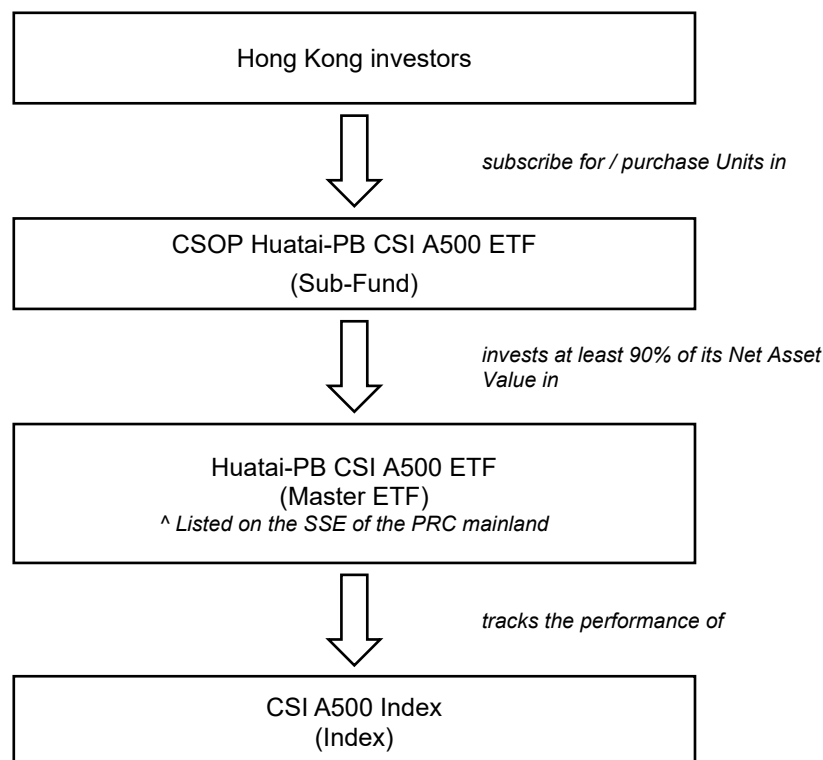 Hong Kong investors
subscribe for / purchase Units in
CSOP Huatai-PB CSI A500 ETF
(Sub-Fund)
invests at least 90% of its Net Asset
Value in
Huatai-PB CSI A500 ETF
(Master ETF)
^ Listed on the SSE of the PRC mainland
tracks the performance of
CSI A500 Index
(Index)